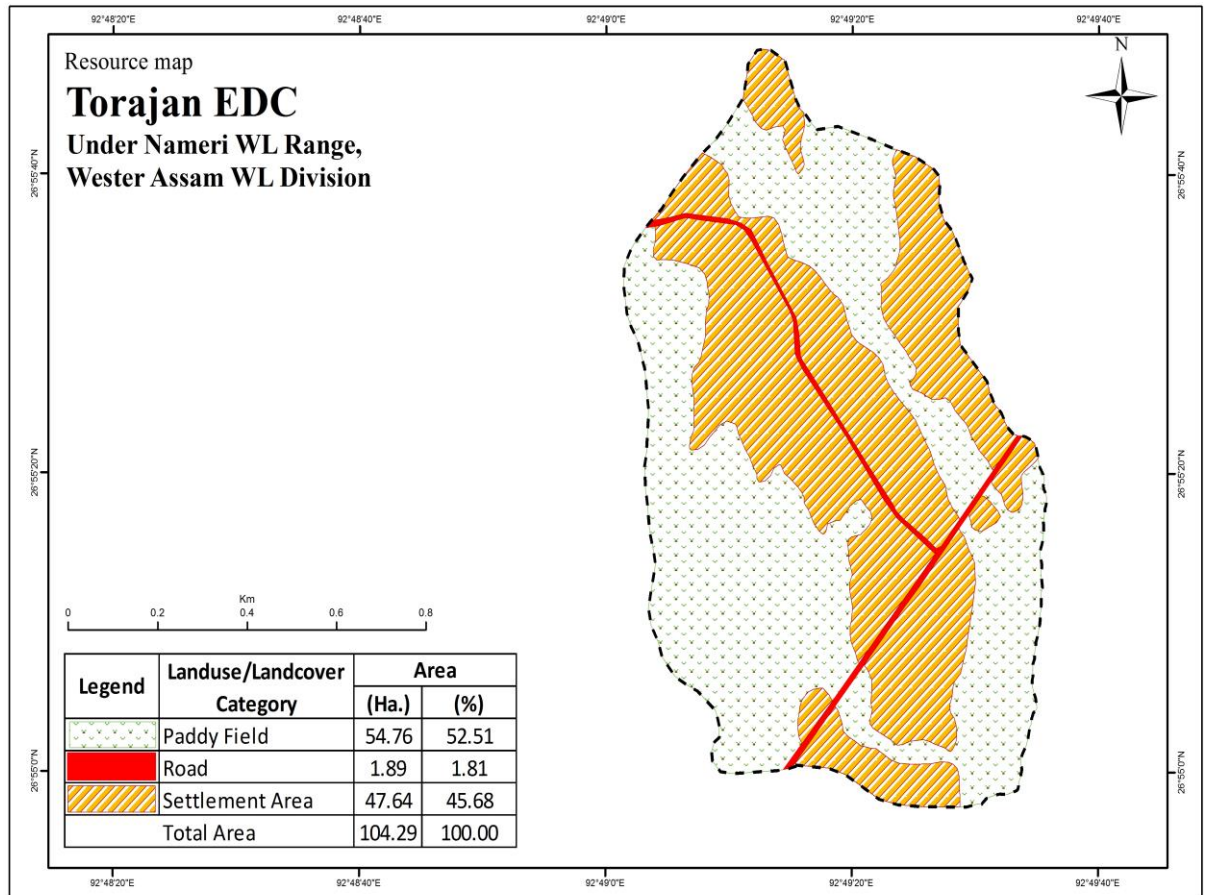 92°48'20"E 92°48'40"E 92°49'0"E 92°49'20"E 92°49'40"E
Resource map
Torajan EDC
Under Nameri WL Range,
Wester Assam WL Division
N
26°55'40"N 26°55'40"N
26°55'20"N 26°55'20"N
Km
0 0.2 0.4 0.6 0.8
Legend Landuse/Landcover Category Area
(Ha.) (%)
Paddy Field 54.76 52.51
Road 1.89 1.81
Settlement Area 47.64 45.68
Total Area 104.29 100.00
26°55'0"N 26°55'0"N
92°48'20"E 92°48'40"E 92°49'0"E 92°49'20"E 92°49'40"E